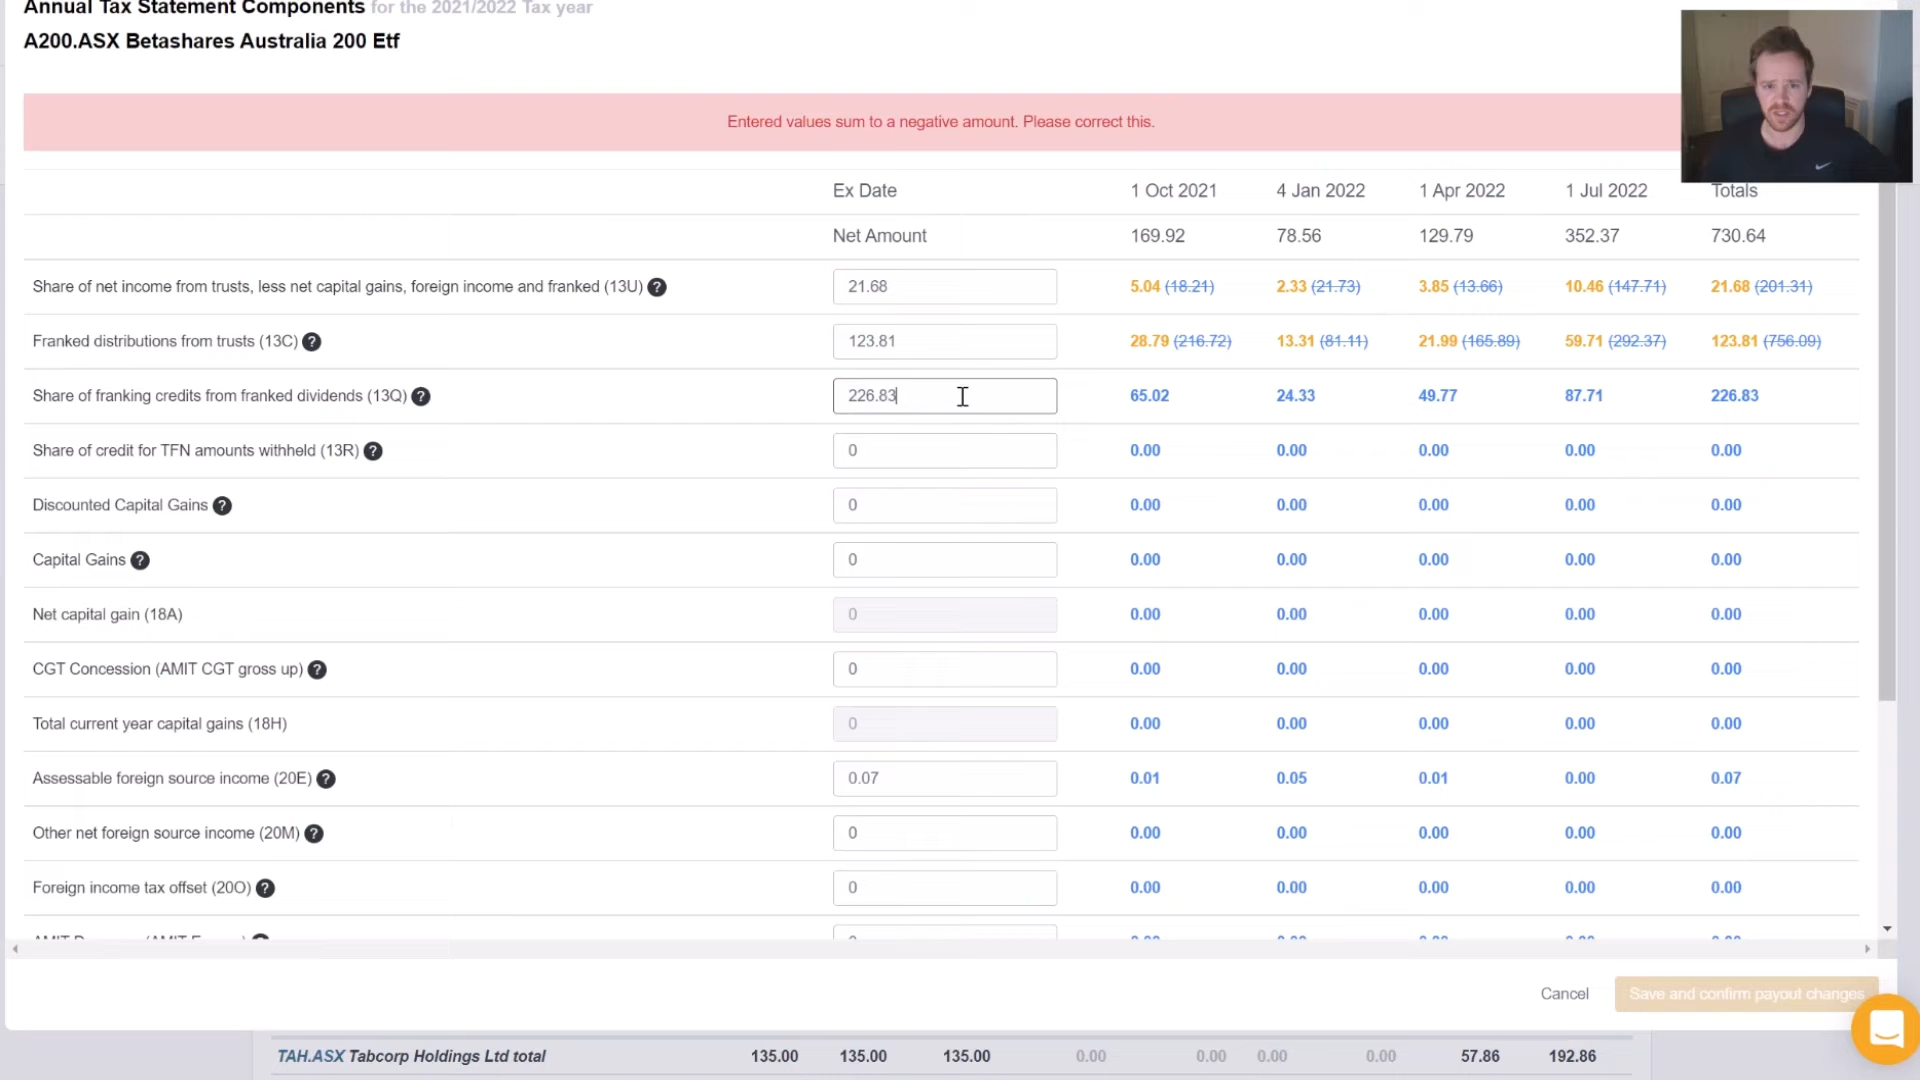 Annual Tax Statement Components for the 2021/2022 Tax year
A200.ASX Betashares Australia 200 Etf
Entered values sum to a negative amount. Please correct this.
Ex Date 1 Oct 2021 4 Jan 2022 1 Apr 2022 1 Jul 2022 Totals
Net Amount 169.92 78.56 129.79 352.37 730.64
Share of net income from trusts, less net capital gains, foreign income and franked (13U) ? 21.68 5.04 (18.21) 2.33 (21.73) 3.85 (13.66) 10.46 (147.71) 21.68 (201.31)
Franked distributions from trusts (13C) ? 123.81 28.79 (216.72) 13.31 (81.11) 21.99 (165.89) 59.71 (292.37) 123.81 (756.09)
Share of franking credits from franked dividends (13Q) ? 226.83 65.02 24.33 49.77 87.71 226.83
Share of credit for TFN amounts withheld (13R) ? 0 0.00 0.00 0.00 0.00 0.00
Discounted Capital Gains ? 0 0.00 0.00 0.00 0.00 0.00
Capital Gains ? 0 0.00 0.00 0.00 0.00 0.00
Net capital gain (18A) 0 0.00 0.00 0.00 0.00 0.00
CGT Concession (AMIT CGT gross up) ? 0 0.00 0.00 0.00 0.00 0.00
Total current year capital gains (18H) 0 0.00 0.00 0.00 0.00 0.00
Assessable foreign source income (20E) ? 0.07 0.01 0.05 0.01 0.00 0.07
Other net foreign source income (20M) ? 0 0.00 0.00 0.00 0.00 0.00
Foreign income tax offset (20O) ? 0 0.00 0.00 0.00 0.00 0.00
Cancel Save and confirm payout changes
TAH.ASX Tabcorp Holdings Ltd total 135.00 135.00 135.00 0.00 0.00 0.00 0.00 57.86 192.86